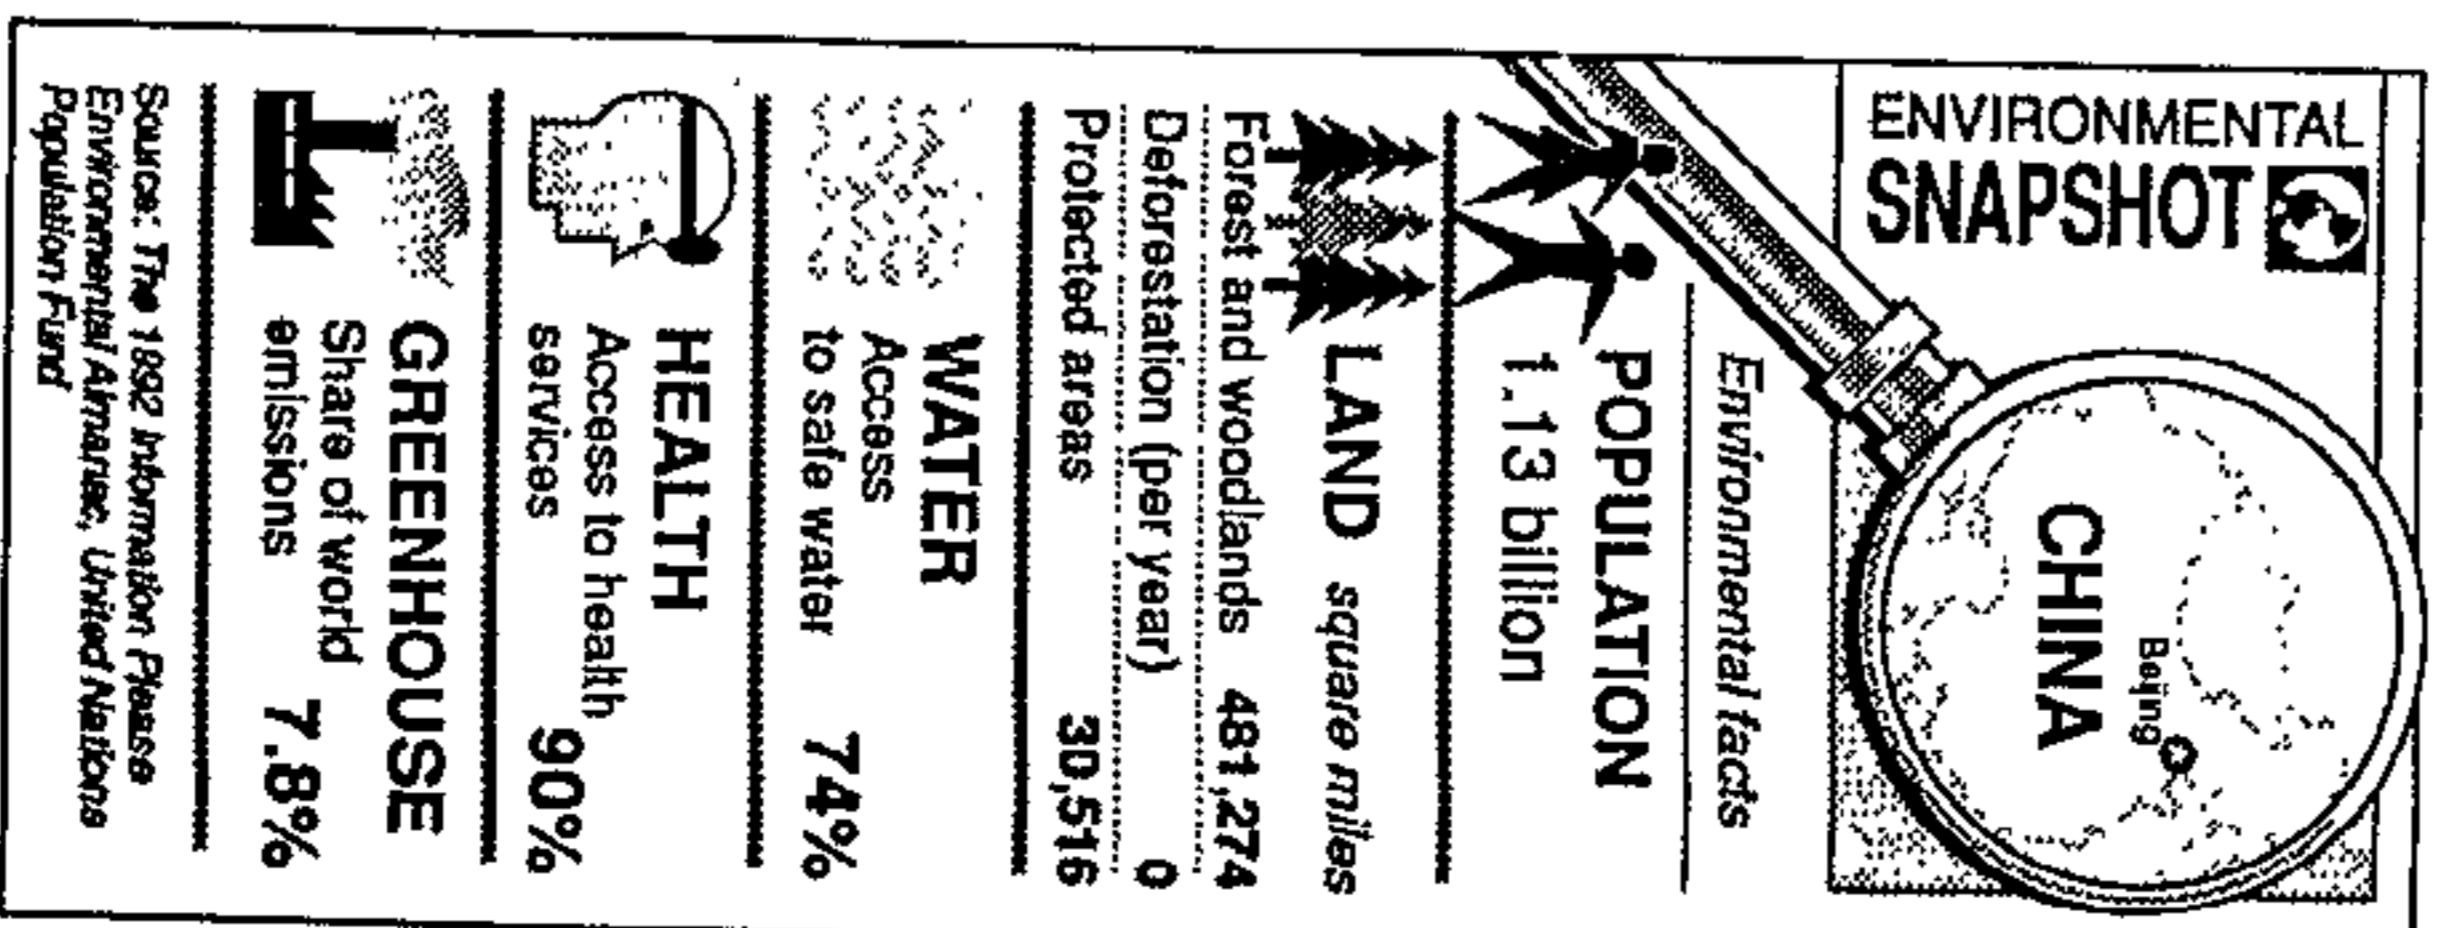 ENVIRONMENTAL
SNAPSHOT
CHINA
Beijing
Environmental facts
POPULATION
1.13 billion
LAND square miles
Forest and woodlands 481,274
Deforestation (per year) 0
Protected areas 30,516
WATER
Access
to safe water 74%
HEALTH
Access to health
services 90%
GREENHOUSE
Share of world
emissions 7.8%
Source: The 1992 Information Please
Environmental Almanac, United Nations
Population Fund